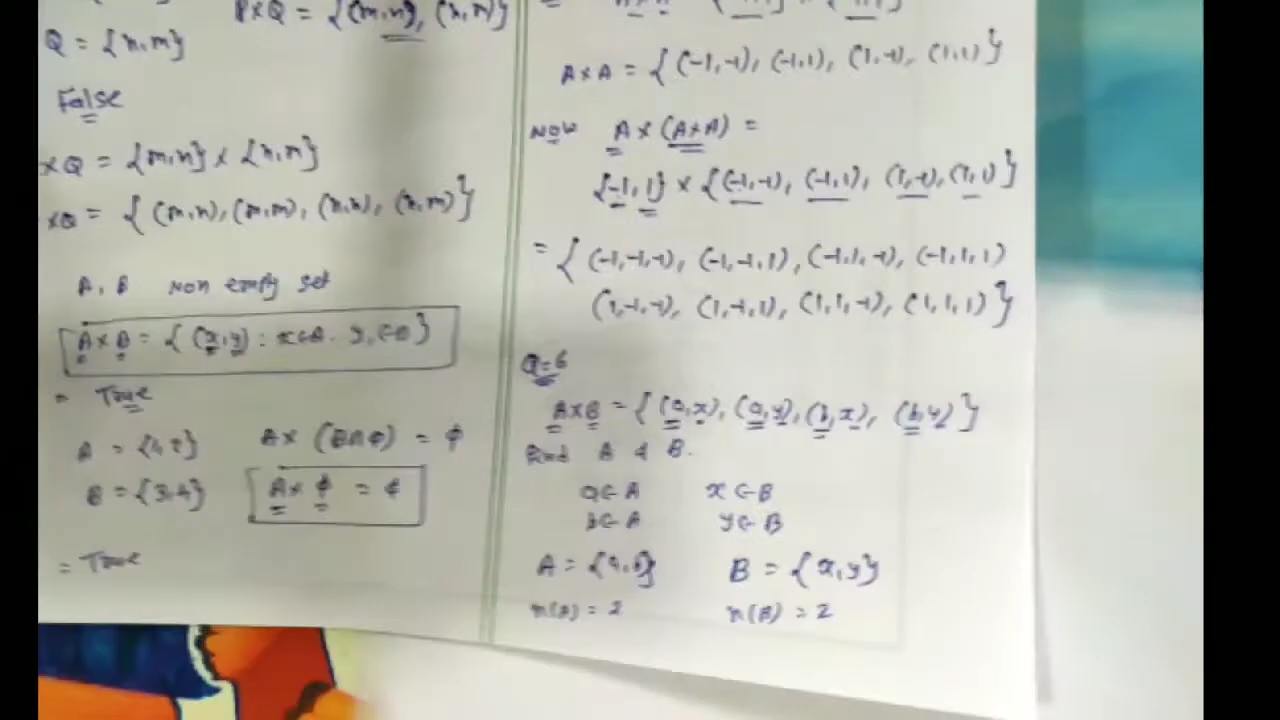 P×Q = {(m,n), (n,m)}
Q = {n,m}
False
×Q = {m,n} × {n,m}
×Q = { (m,n), (m,m), (n,n), (n,m) }
A, B Non empty set
A×B = { (x,y) : x∈A. y,∈B }
= True
A = {1,2} A× (B∩φ) = φ
B = {3,4} A× φ = φ
= True
A×A = { (-1,-1), (-1,1), (1,-1), (1,1) }
Now A × (A×A) =
{-1, 1} × { (-1,-1), (-1,1), (1,-1), (1,1) }
= { (-1,-1,-1), (-1,-1,1), (-1,1,-1), (-1,1,1)
(1,-1,-1), (1,-1,1), (1,1,-1), (1,1,1) }
Q=6
A×B = { (a,x), (a,y), (b,x), (b,y) }
Find A & B.
a∈A x∈B
b∈A y∈B
A = {a,b} B = {x,y}
n(A) = 2 n(B) = 2